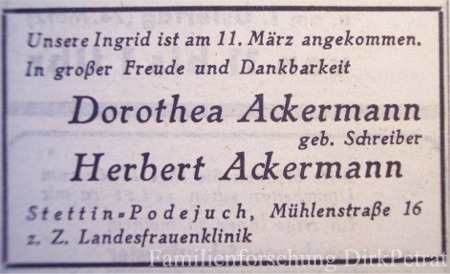 Unsere Ingrid ist am 11. März angekommen.
In großer Freude und Dankbarkeit
Dorothea Ackermann
geb. Schreiber
Herbert Ackermann
Stettin-Podejuch, Mühlenstraße 16
z. Z. Landesfrauenklinik
Familienforschung DirkPeitrat